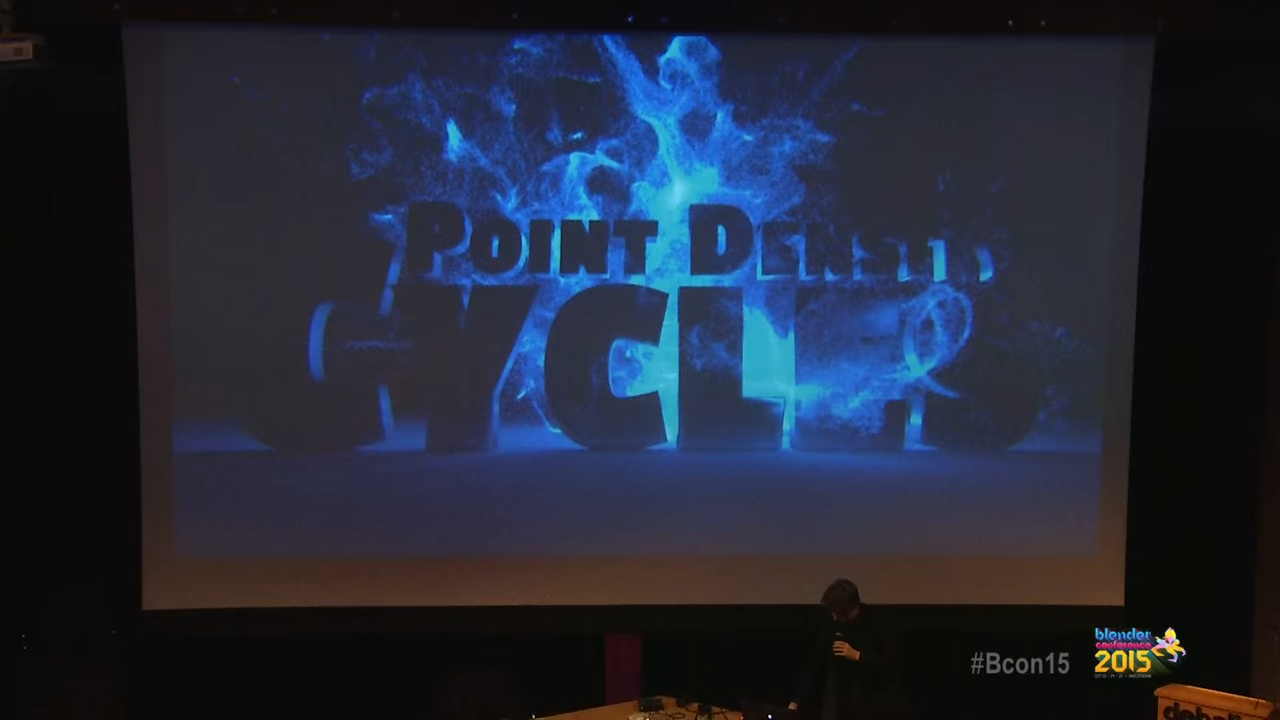 POINT DENSITY
CYCLES
#Bcon15
blender
conference
2015